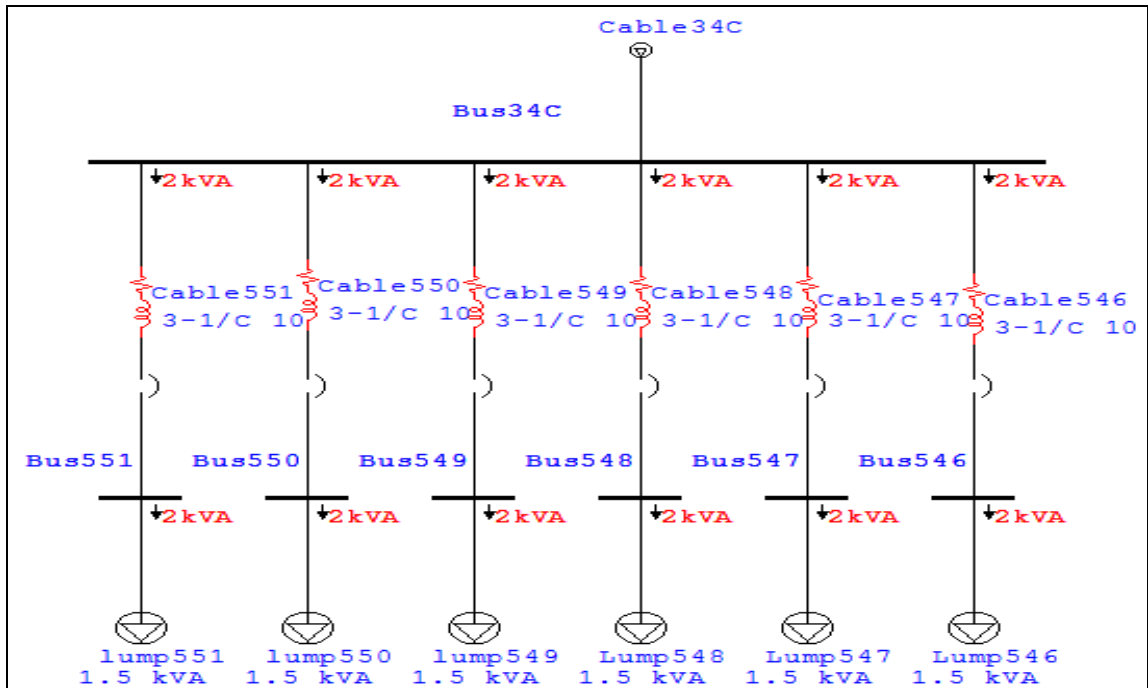 Cable34C
Bus34C
2kVA 2kVA 2kVA 2kVA 2kVA 2kVA
Cable551 Cable550 Cable549 Cable548 Cable547 Cable546
3-1/C 10 3-1/C 10 3-1/C 10 3-1/C 10 3-1/C 10 3-1/C 10
Bus551 Bus550 Bus549 Bus548 Bus547 Bus546
2kVA 2kVA 2kVA 2kVA 2kVA 2kVA
lump551 lump550 lump549 Lump548 Lump547 Lump546
1.5 kVA 1.5 kVA 1.5 kVA 1.5 kVA 1.5 kVA 1.5 kVA